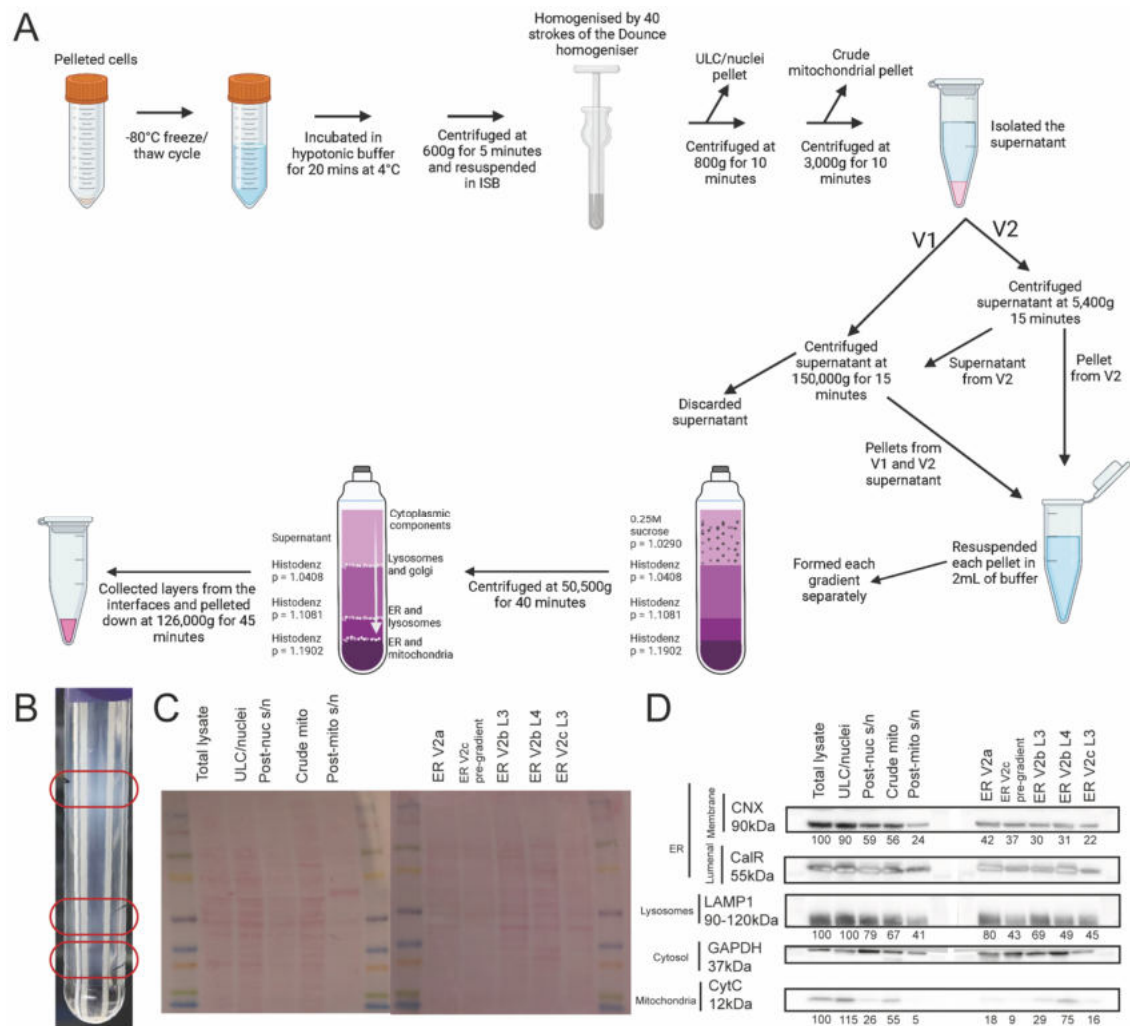 A
Pelleted cells
-80°C freeze/
thaw cycle
Incubated in
hypotonic buffer
for 20 mins at 4°C
Centrifuged at
600g for 5 minutes
and resuspended
in ISB
Homogenised by 40
strokes of the Dounce
homogeniser
ULC/nuclei
pellet
Centrifuged at
800g for 10
minutes
Crude
mitochondrial pellet
Centrifuged at
3,000g for 10
minutes
Isolated the
supernatant
V1
V2
Centrifuged
supernatant at 5,400g
15 minutes
Centrifuged
supernatant at
150,000g for 15
minutes
Supernatant
from V2
Pellet
from V2
Discarded
supernatant
Pellets from
V1 and V2
supernatant
Resuspended
each pellet in
2mL of buffer
Formed each
gradient
separately
0.25M
sucrose
p = 1.0290
Histodenz
p = 1.0408
Histodenz
p = 1.1081
Histodenz
p = 1.1902
Centrifuged at 50,500g
for 40 minutes
Cytoplasmic
components
Lysosomes
and golgi
ER and
lysosomes
ER and
mitochondria
Supernatant
Histodenz
p = 1.0408
Histodenz
p = 1.1081
Histodenz
p = 1.1902
Collected layers from the
interfaces and pelleted
down at 126,000g for 45
minutes
B
C
Total lysate
ULC/nuclei
Post-nuc s/n
Crude mito
Post-mito s/n
ER V2a
ER V2c
pre-gradient
ER V2b L3
ER V2b L4
ER V2c L3
D
Total lysate
ULC/nuclei
Post-nuc s/n
Crude mito
Post-mito s/n
ER V2a
ER V2c
pre-gradient
ER V2b L3
ER V2b L4
ER V2c L3
ER
Membrane
CNX
90kDa
100 90 59 56 24 42 37 30 31 22
Lumenal
CalR
55kDa
Lysosomes
LAMP1
90-120kDa
100 100 79 67 41 80 43 69 49 45
Cytosol
GAPDH
37kDa
Mitochondria
CytC
12kDa
100 115 26 55 5 18 9 29 75 16